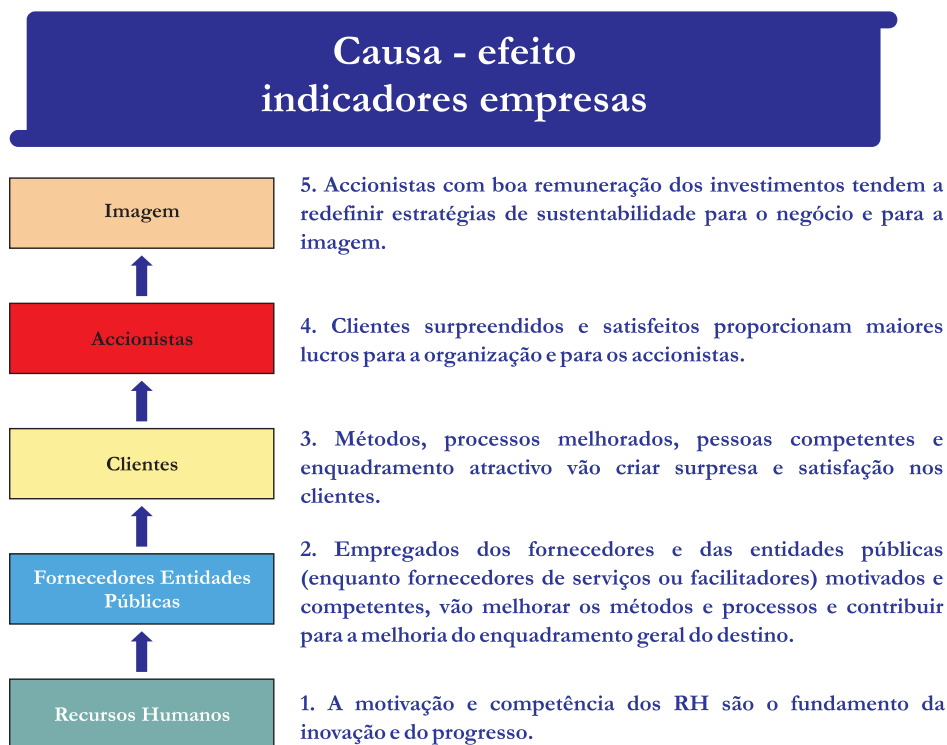 Causa - efeito
indicadores empresas
Imagem
5. Accionistas com boa remuneração dos investimentos tendem a
redefinir estratégias de sustentabilidade para o negócio e para a
imagem.
Accionistas
4. Clientes surpreendidos e satisfeitos proporcionam maiores
lucros para a organização e para os accionistas.
Clientes
3. Métodos, processos melhorados, pessoas competentes e
enquadramento atractivo vão criar surpresa e satisfação nos
clientes.
Fornecedores Entidades
Públicas
2. Empregados dos fornecedores e das entidades públicas
(enquanto fornecedores de serviços ou facilitadores) motivados e
competentes, vão melhorar os métodos e processos e contribuir
para a melhoria do enquadramento geral do destino.
Recursos Humanos
1. A motivação e competência dos RH são o fundamento da
inovação e do progresso.